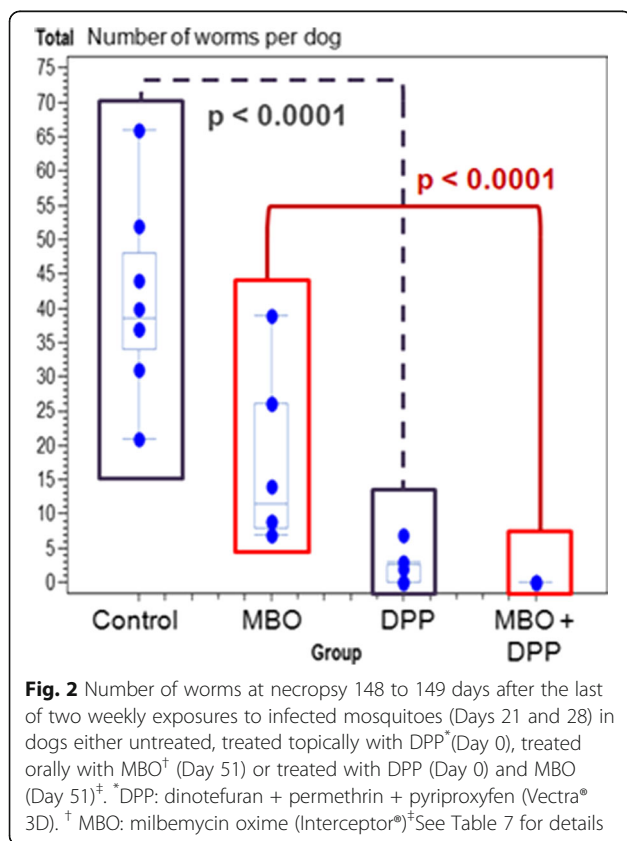 Total Number of worms per dog
75
70
65
60
55
50
45
40
35
30
25
20
15
10
5
0
p < 0.0001
p < 0.0001
Control MBO DPP MBO +
DPP
Group
Fig. 2 Number of worms at necropsy 148 to 149 days after the last
of two weekly exposures to infected mosquitoes (Days 21 and 28) in
dogs either untreated, treated topically with DPP*(Day 0), treated
orally with MBO† (Day 51) or treated with DPP (Day 0) and MBO
(Day 51)‡. *DPP: dinotefuran + permethrin + pyriproxyfen (Vectra®
3D). † MBO: milbemycin oxime (Interceptor®)‡See Table 7 for details